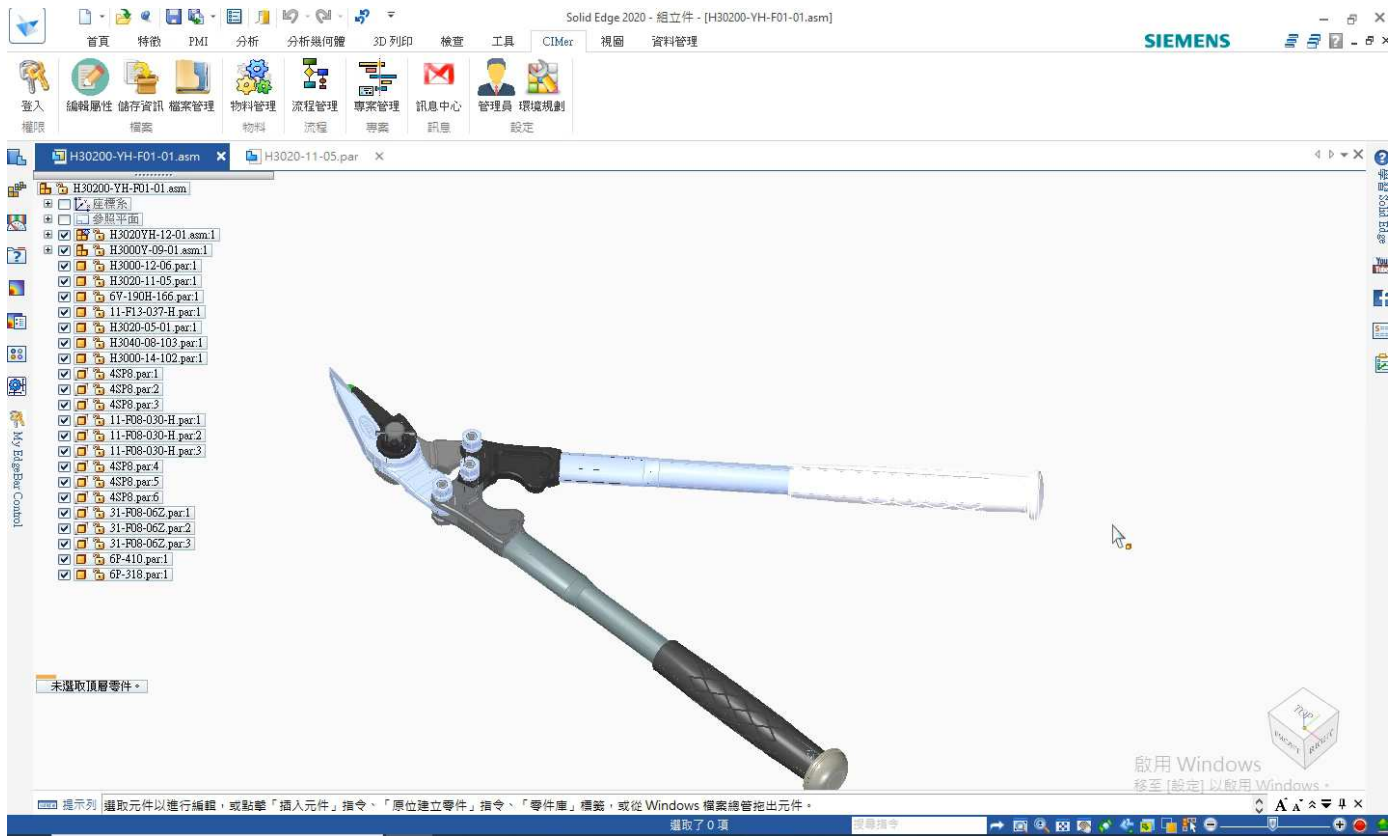 Solid Edge 2020 - 組立件 - [H30200-YH-F01-01.asm]
首頁 特徵 PMI 分析 分析幾何體 3D 列印 檢查 工具 CIMer 視圖 資料管理
SIEMENS
登入 編輯屬性 儲存資訊 檔案管理 物料管理 流程管理 專案管理 訊息中心 管理員 環境規劃
權限 檔案 物料 流程 專案 訊息 設定
H30200-YH-F01-01.asm H3020-11-05.par
H30200-YH-F01-01.asm
座標系
參照平面
H3020YH-12-01.asm:1
H3000Y-09-01.asm:1
H3000-12-06.par:1
H3020-11-05.par:1
6V-190H-166.par:1
11-F13-037-H.par:1
H3020-05-01.par:1
H3040-08-103.par:1
H3000-14-102.par:1
4SP8.par:1
4SP8.par:2
4SP8.par:3
11-F08-030-H.par:1
11-F08-030-H.par:2
11-F08-030-H.par:3
4SP8.par:4
4SP8.par:5
4SP8.par:6
31-F08-06Z.par:1
31-F08-06Z.par:2
31-F08-06Z.par:3
6P-410.par:1
6P-318.par:1
My EdgeBar Control
學習 Solid Edge
You Tube
未選取頂層零件。
TOP
FRONT RIGHT
啟用 Windows
移至 [設定] 以啟用 Windows。
提示列 選取元件以進行編輯，或點擊「插入元件」指令、「原位建立零件」指令、「零件庫」標籤，或從 Windows 檔案總管拖出元件。
選取了 0 項 搜尋指令